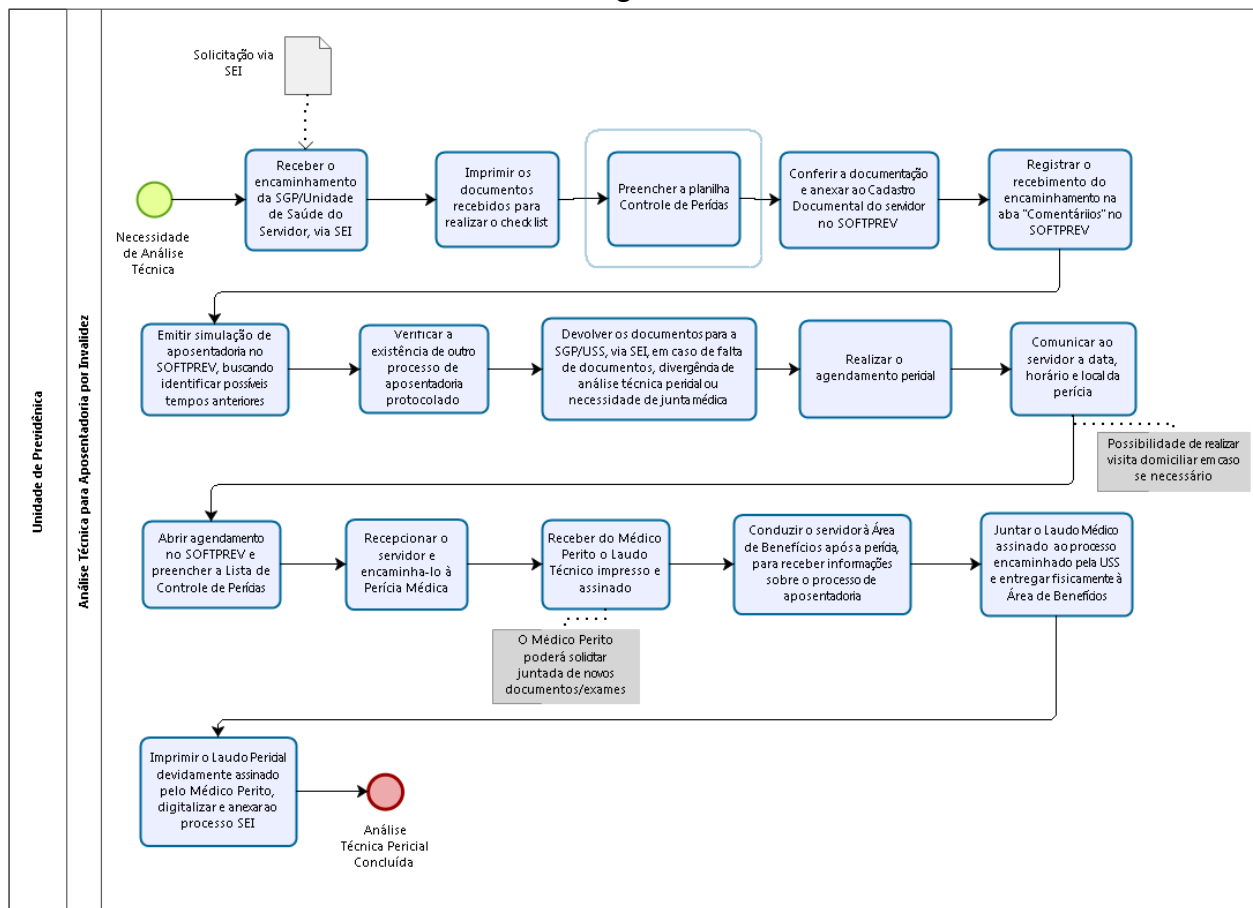 Solicitação via
SEI
Receber o
encaminhamento
da SGP/Unidade
de Saúde do
Servidor, via SEI
Imprimir os
documentos
recebidos para
realizar o check list
Preencher a planilha
Controle de Perícias
Conferir a documentação
e anexar ao Cadastro
Documental do servidor
no SOFTPREV
Registrar o
recebimento do
encaminhamento na
aba "Comentáriios" no
SOFTPREV
Necessidade
de Análise
Técnica
Emitir simulação de
aposentadoria no
SOFTPREV, buscando
identificar possíveis
tempos anteriores
Verificar a
existência de outro
processo de
aposentadoria
protocolado
Devolver os documentos para a
SGP/USS, via SEI, em caso de falta
de documentos, divergência de
análise técnica pericial ou
necessidade de junta médica
Realizar o
agendamento pericial
Comunicar ao
servidor a data,
horário e local da
perícia
Possibilidade de realizar
visita domiciliar em caso
se necessário
Unidade de Previdênica
Análise Técnica para Aposentadoria por Invalidez
Abrir agendamento
no SOFTPREV e
preencher a Lista de
Controle de Perícias
Recepcionar o
servidor e
encaminha-lo à
Perícia Médica
Receber do Médico
Perito o Laudo
Técnico impresso e
assinado
Conduzir o servidor à Área
de Benefícios após a perícia,
para receber informações
sobre o processo de
aposentadoria
Juntar o Laudo Médico
assinado ao processo
encaminhado pela USS
e entregar fisicamente à
Área de Benefícios
O Médico Perito
poderá solicitar
juntada de novos
documentos/exames
Imprimir o Laudo Pericial
devidamente assinado
pelo Médico Perito,
digitalizar e anexar ao
processo SEI
Análise
Técnica Pericial
Concluída